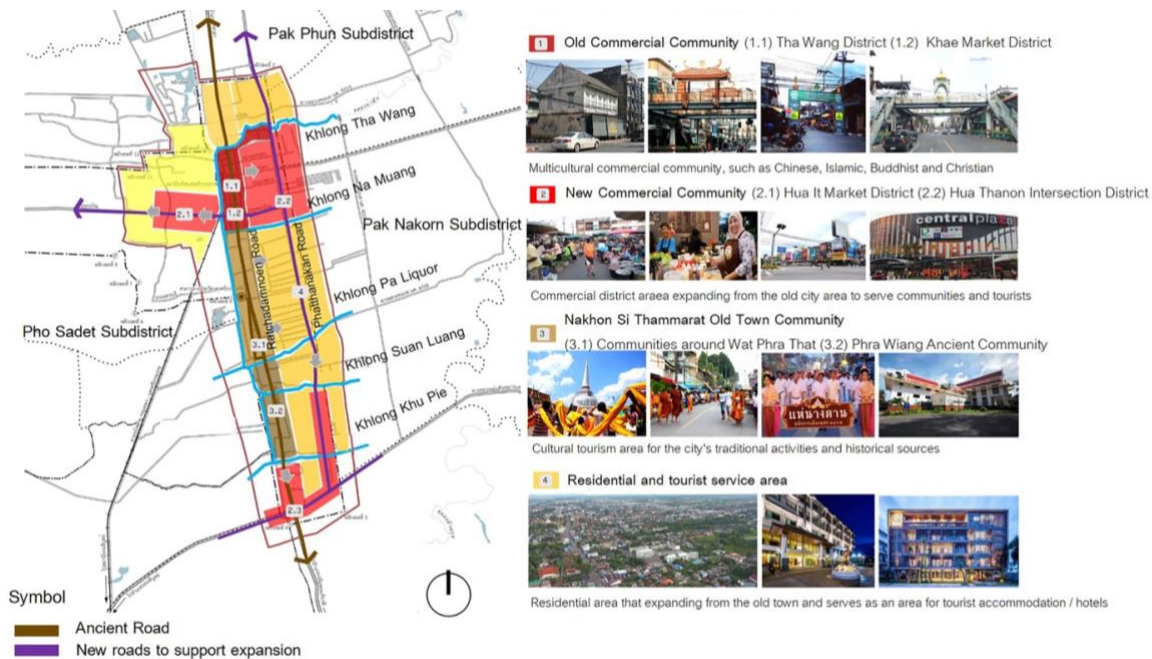 Pak Phun Subdistrict
Khlong Tha Wang
Khlong Na Muang
Pak Nakorn Subdistrict
Khlong Pa Liquor
Pho Sadet Subdistrict
Khlong Suan Luang
Khlong Khu Pie
Ratchadamnoen Road
Phatthanakan Road
1.1
1.2
2.1
2.2
4
3.1
3.2
2.3
Symbol
Ancient Road
New roads to support expansion
1 Old Commercial Community (1.1) Tha Wang District (1.2) Khae Market District
Multicultural commercial community, such as Chinese, Islamic, Buddhist and Christian
2 New Commercial Community (2.1) Hua It Market District (2.2) Hua Thanon Intersection District
centralplaza
Commercial district araea expanding from the old city area to serve communities and tourists
3 Nakhon Si Thammarat Old Town Community
(3.1) Communities around Wat Phra That (3.2) Phra Wiang Ancient Community
แห่นางดาน
Cultural tourism area for the city's traditional activities and historical sources
4 Residential and tourist service area
Residential area that expanding from the old town and serves as an area for tourist accommodation / hotels